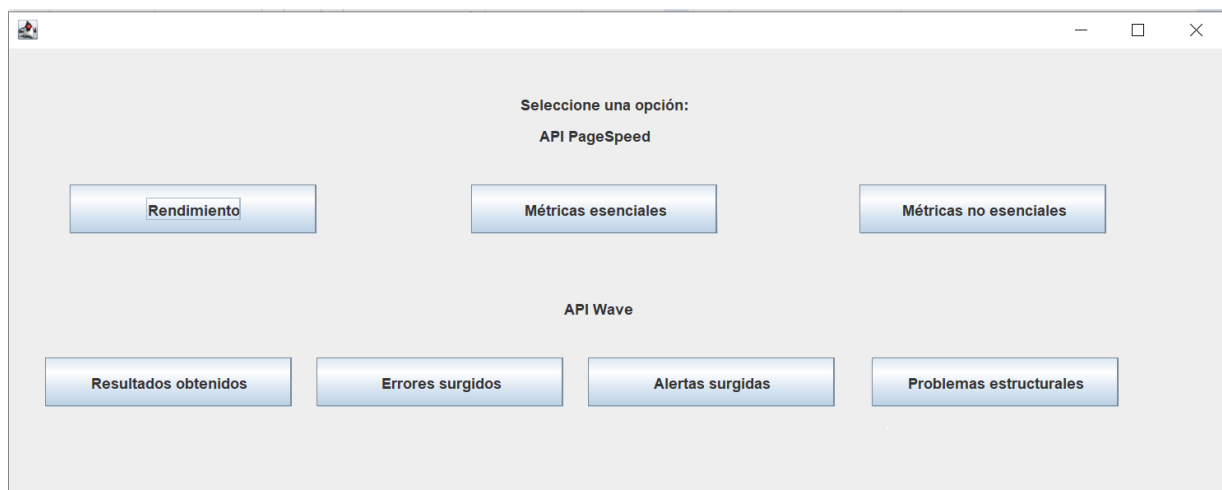 Seleccione una opción:
API PageSpeed
Rendimiento
Métricas esenciales
Métricas no esenciales
API Wave
Resultados obtenidos
Errores surgidos
Alertas surgidas
Problemas estructurales